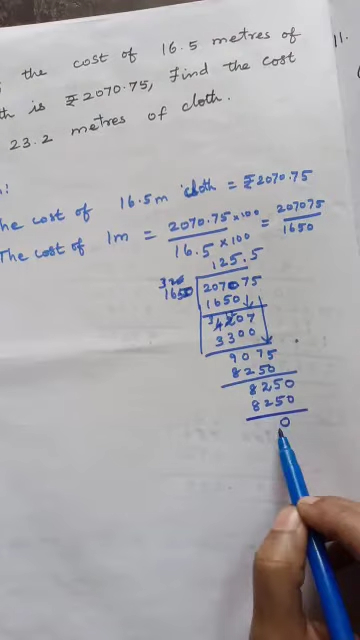 the cost of 16.5 metres of
is ₹2070.75, Find the cost
23.2 metres of cloth.
11.
The cost of 16.5m cloth = ₹2070.75
The cost of 1m = 2070.75 × 100 / 16.5 × 100 = 207075 / 1650
125.5
1650 207075
1650
4207
3300
9075
8250
8250
8250
0